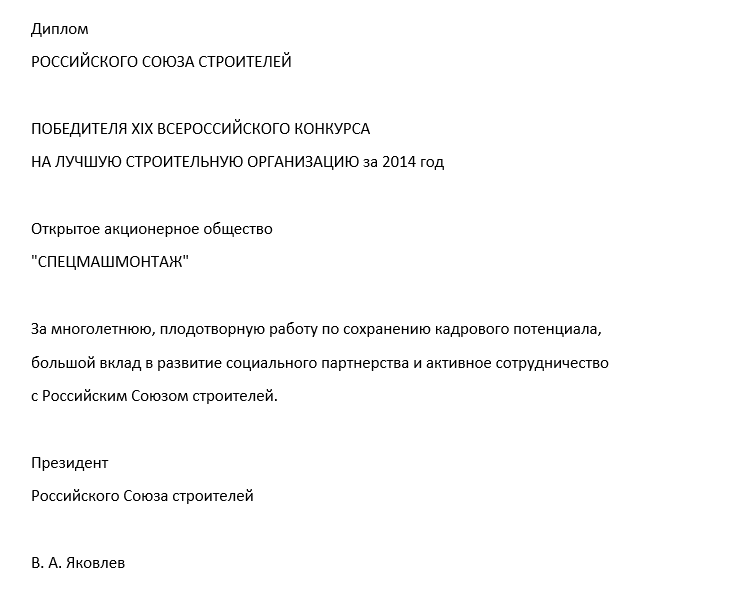 Диплом
РОССИЙСКОГО СОЮЗА СТРОИТЕЛЕЙ
ПОБЕДИТЕЛЯ XIX ВСЕРОССИЙСКОГО КОНКУРСА
НА ЛУЧШУЮ СТРОИТЕЛЬНУЮ ОРГАНИЗАЦИЮ за 2014 год
Открытое акционерное общество
"СПЕЦМАШМОНТАЖ"
За многолетнюю, плодотворную работу по сохранению кадрового потенциала,
большой вклад в развитие социального партнерства и активное сотрудничество
с Российским Союзом строителей.
Президент
Российского Союза строителей
В. А. Яковлев